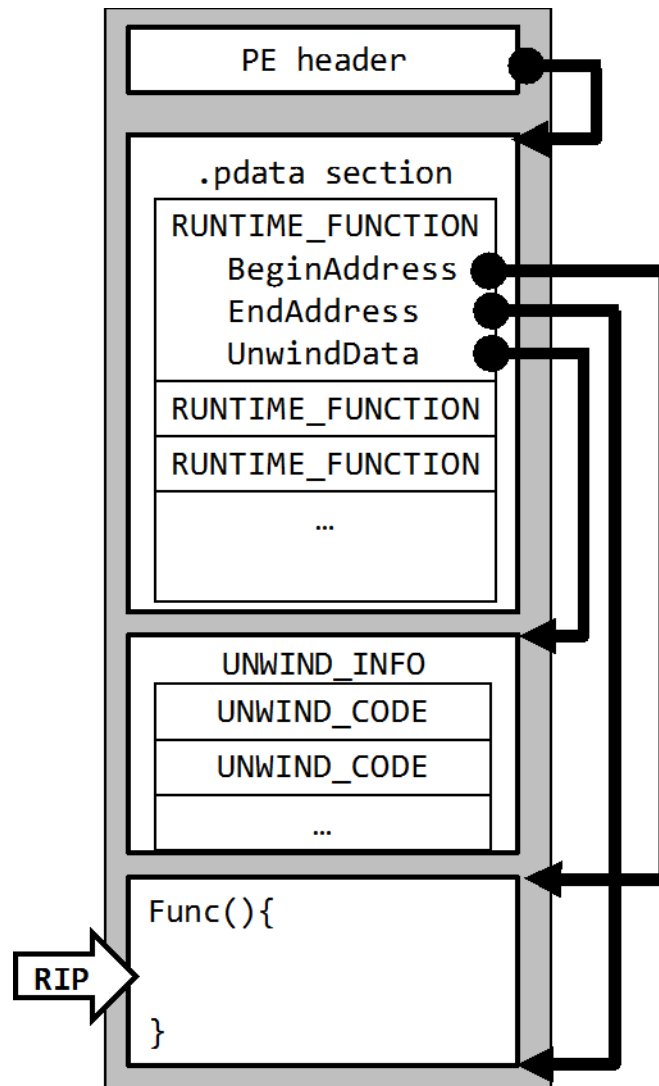 PE header
.pdata section
RUNTIME_FUNCTION
BeginAddress
EndAddress
UnwindData
RUNTIME_FUNCTION
RUNTIME_FUNCTION
…
UNWIND_INFO
UNWIND_CODE
UNWIND_CODE
…
Func(){
RIP
}